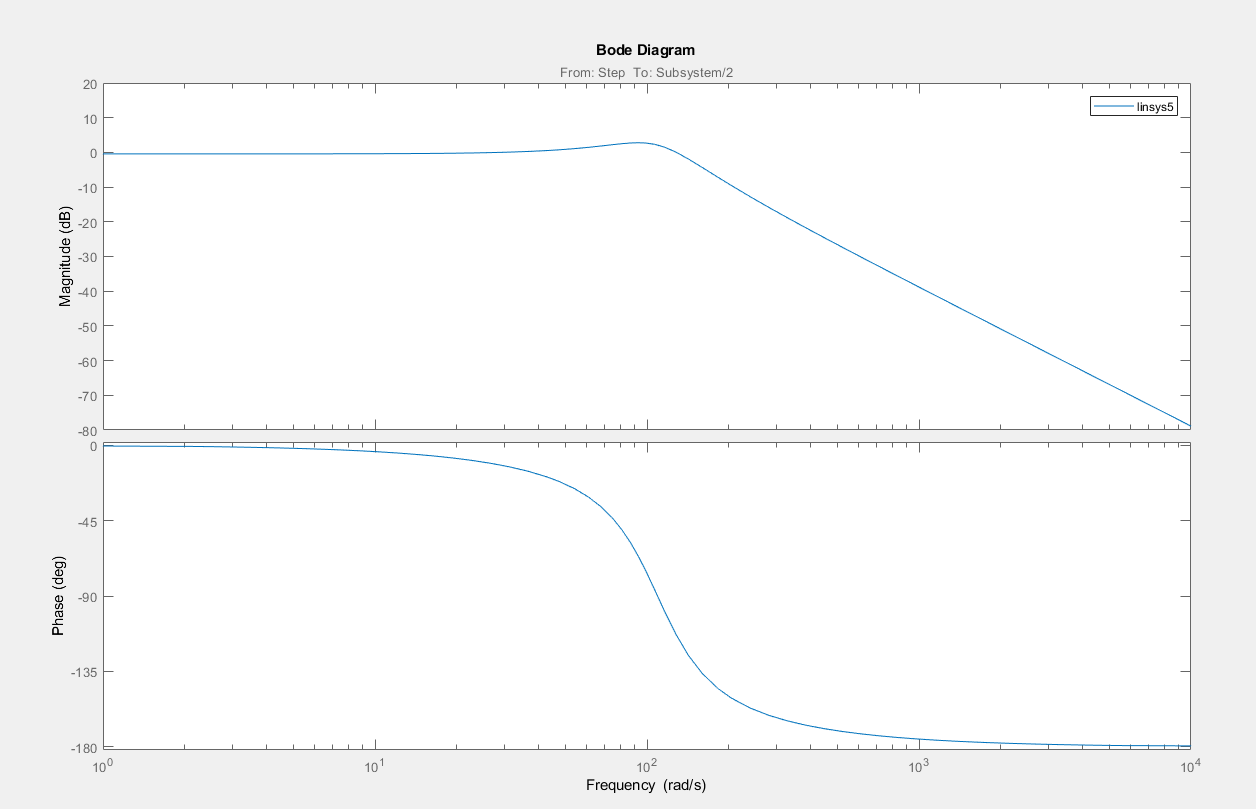 Bode Diagram
From: Step To: Subsystem/2
linsys5
Magnitude (dB)
20
10
0
-10
-20
-30
-40
-50
-60
-70
-80
Phase (deg)
0
-45
-90
-135
-180
10^0 10^1 10^2 10^3 10^4
Frequency (rad/s)